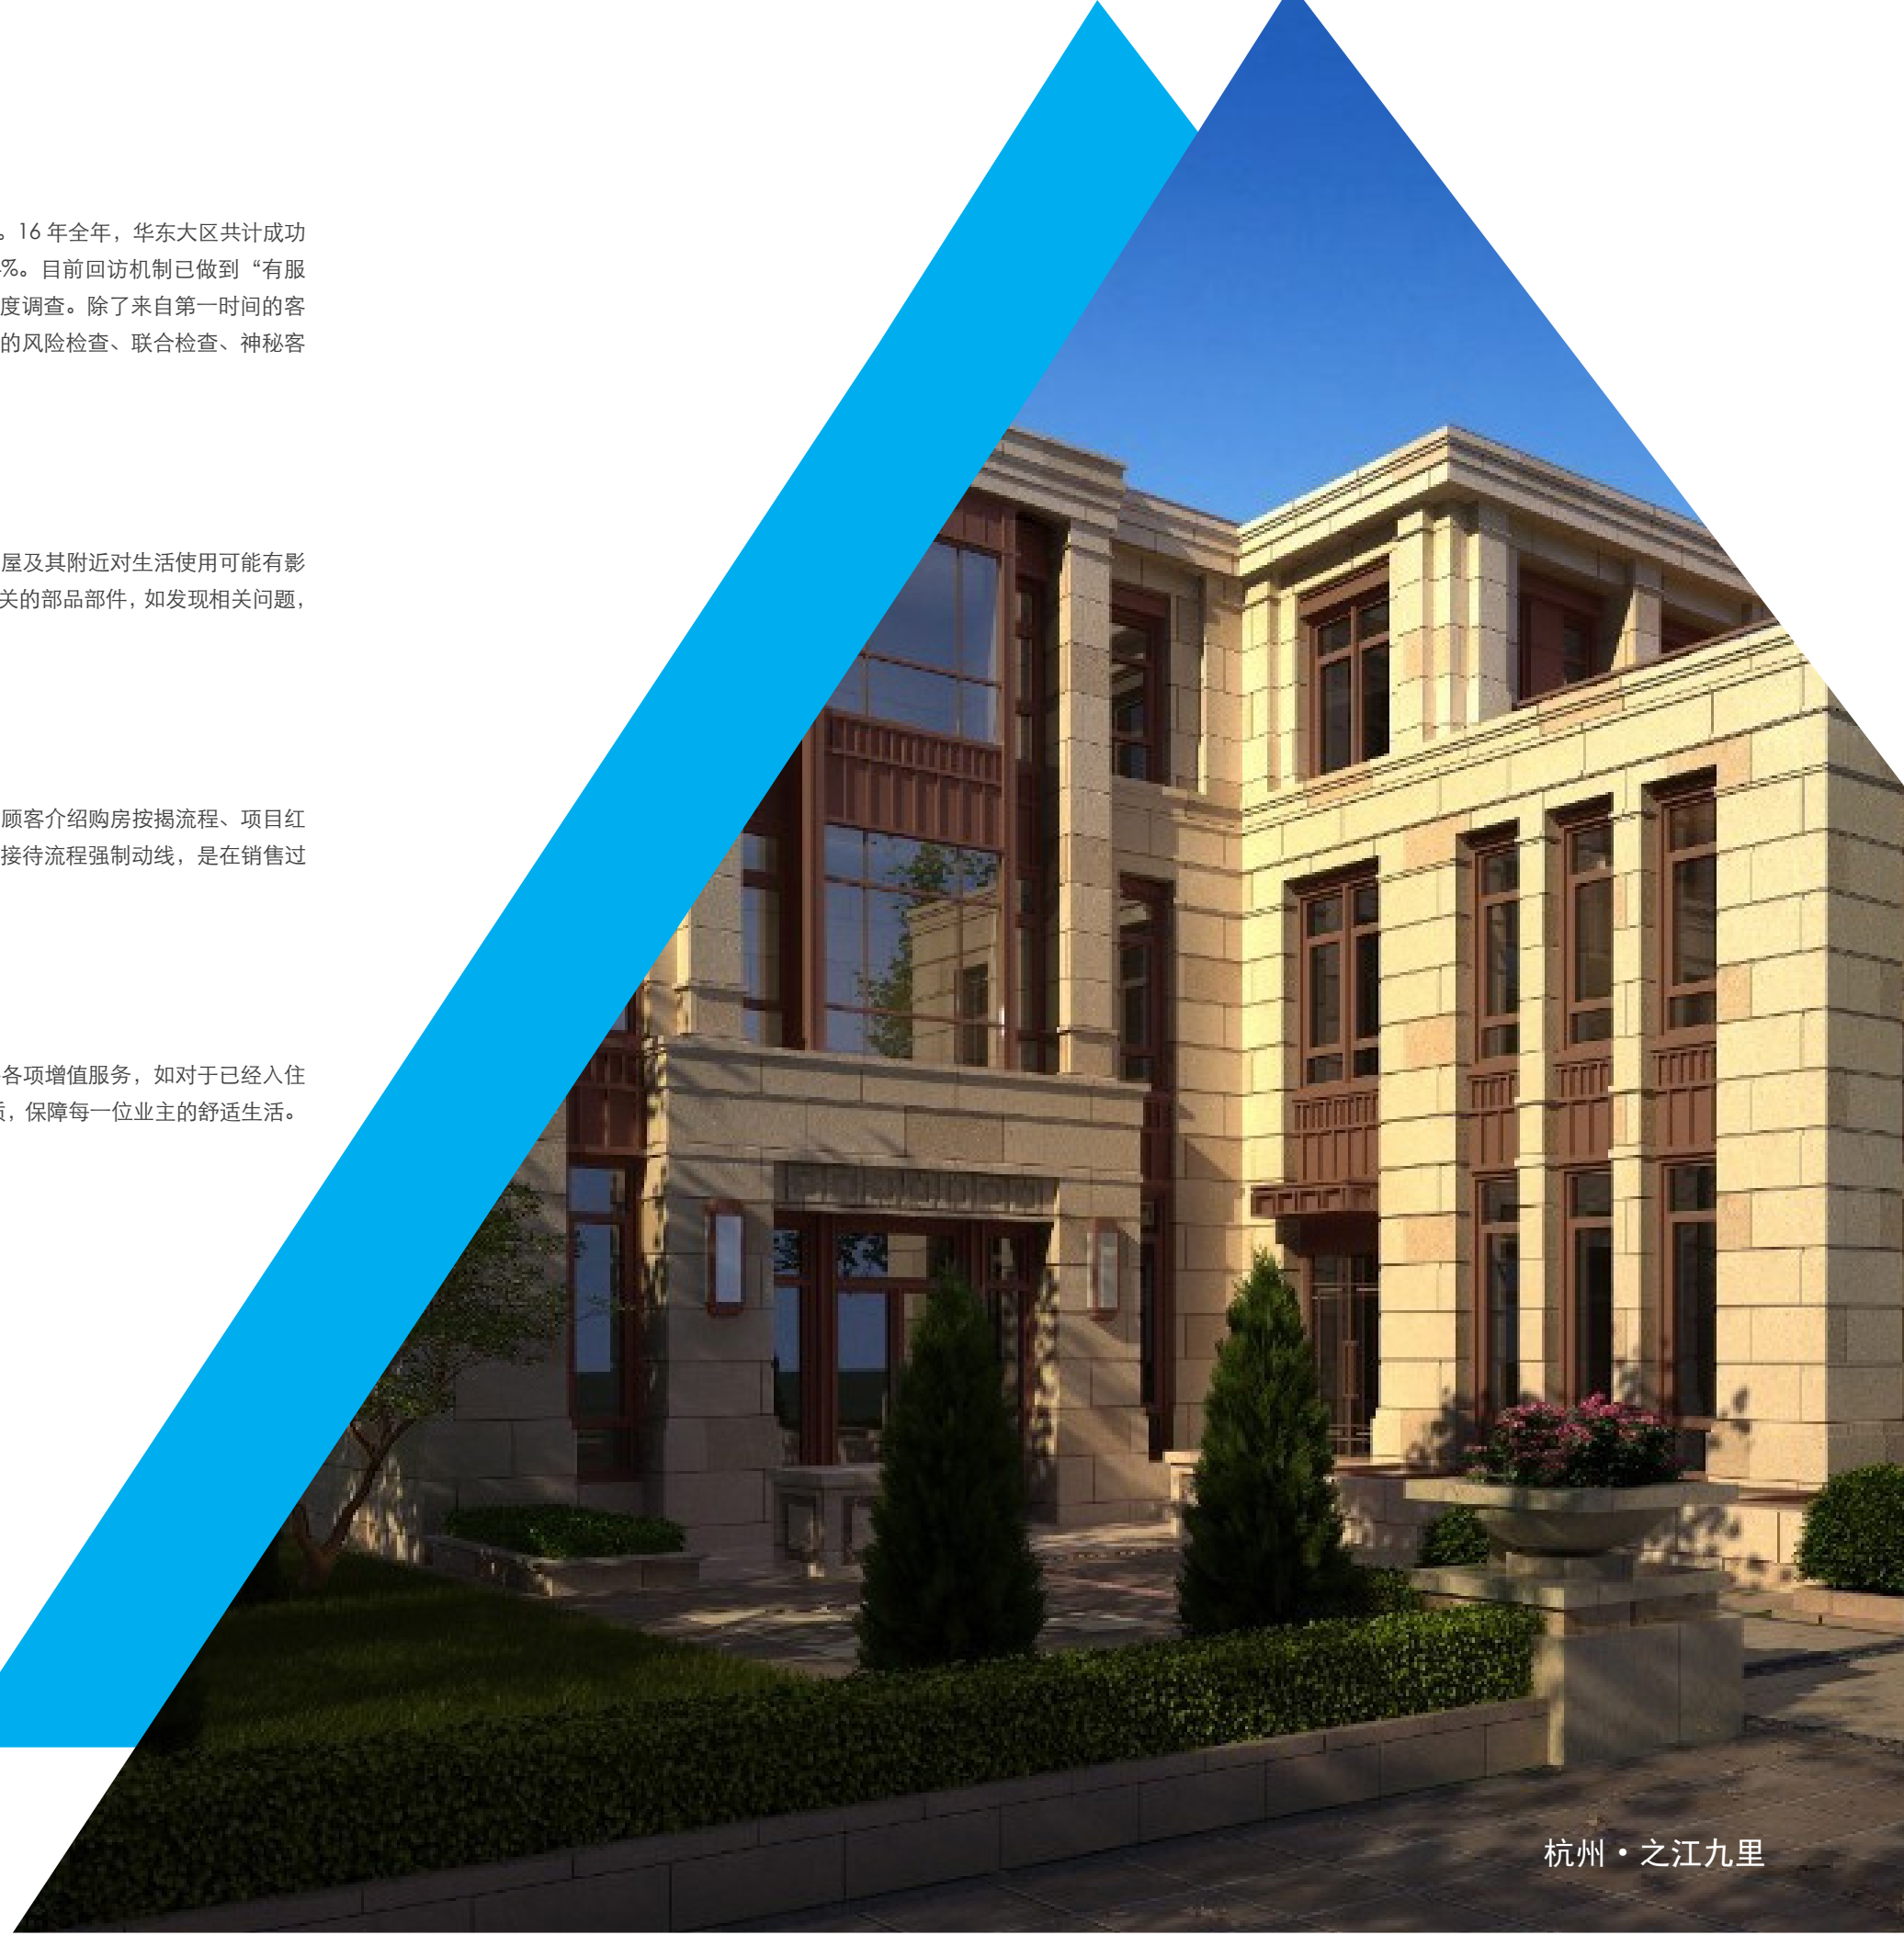 。16 年全年，华东大区共计成功
%。目前回访机制已做到“有服
度调查。除了来自第一时间的客
的风险检查、联合检查、神秘客
屋及其附近对生活使用可能有影
关的部品部件，如发现相关问题，
顾客介绍购房按揭流程、项目红
接待流程强制动线，是在销售过
各项增值服务，如对于已经入住
，保障每一位业主的舒适生活。
杭州·之江九里